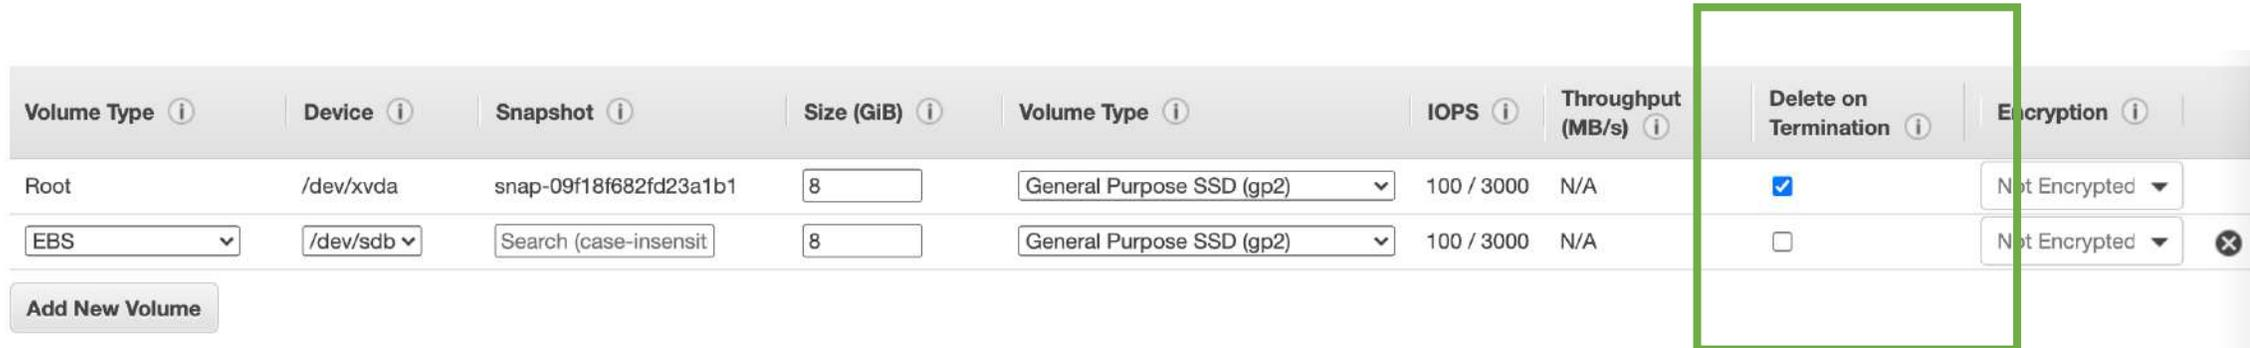 Volume Type Device Snapshot Size (GiB) Volume Type IOPS Throughput (MB/s) Delete on Termination Encryption
Root /dev/xvda snap-09f18f682fd23a1b1 8 General Purpose SSD (gp2) 100 / 3000 N/A Not Encrypted
EBS /dev/sdb Search (case-insensit 8 General Purpose SSD (gp2) 100 / 3000 N/A Not Encrypted
Add New Volume